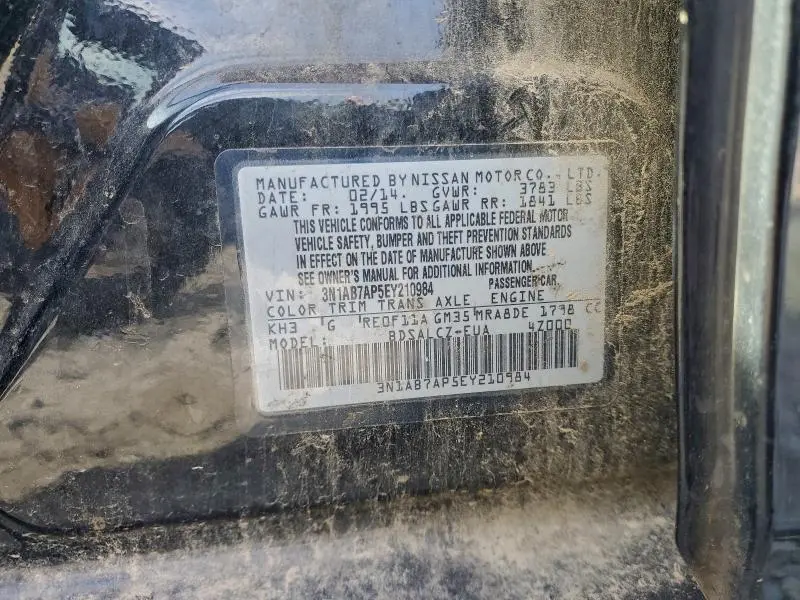 MANUFACTURED BY NISSAN MOTOR CO., LTD.
DATE: 02/14. GVWR: 3783 LBS
GAWR FR: 1995 LBS GAWR RR: 1841 LBS
THIS VEHICLE CONFORMS TO ALL APPLICABLE FEDERAL MOTOR
VEHICLE SAFETY, BUMPER AND THEFT PREVENTION STANDARDS
IN EFFECT ON THE DATE OF MANUFACTURE SHOWN ABOVE
SEE OWNER'S MANUAL FOR ADDITIONAL INFORMATION.
VIN: 3N1AB7AP5EY210984 PASSENGER CAR
COLOR TRIM TRANS AXLE ENGINE
KH3 G RE0F11A GM35 MRA8DE 1798 CC
MODEL: BDSALCZ-EUA 4Z000
3N1AB7AP5EY210984